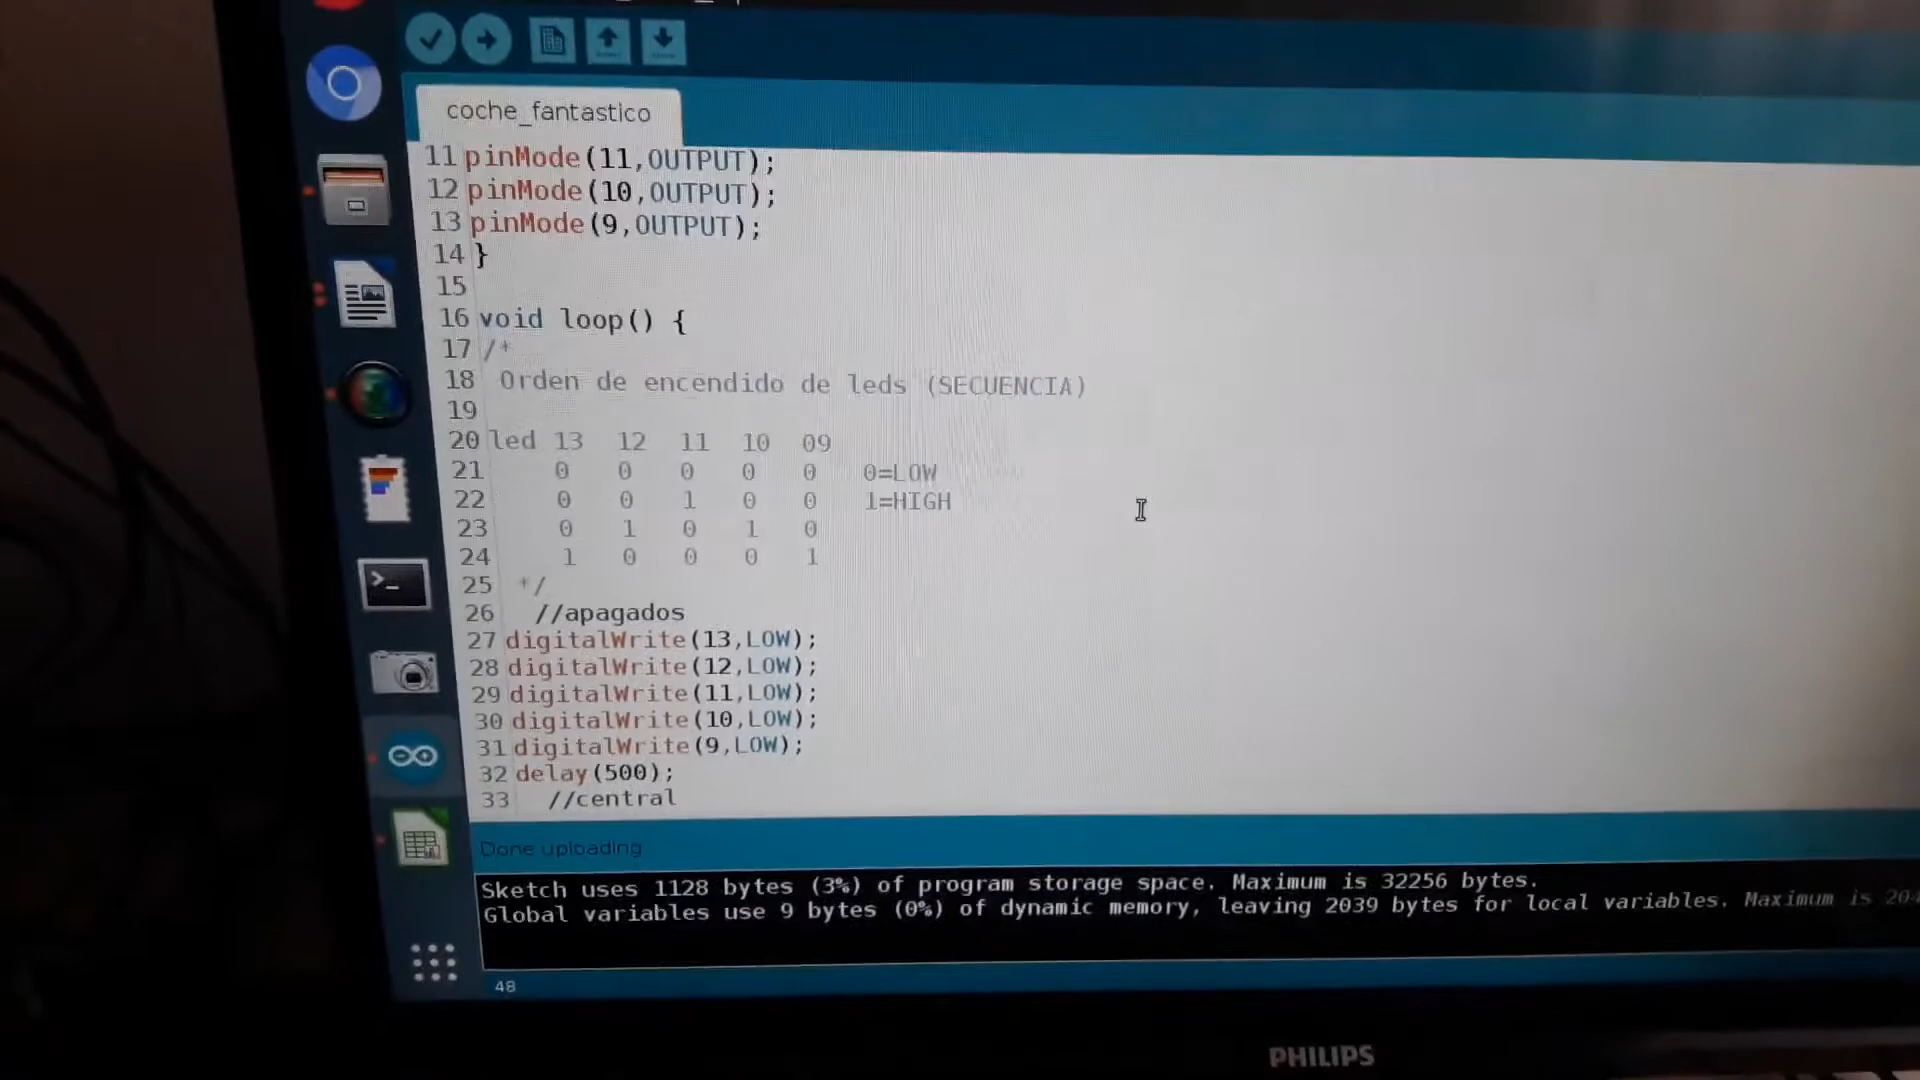 coche_fantastico
11 pinMode(11,OUTPUT);
12 pinMode(10,OUTPUT);
13 pinMode(9,OUTPUT);
14 }
15
16 void loop() {
17 /*
18 Orden de encendido de leds (SECUENCIA)
19
20 led 13 12 11 10 09
21 0 0 0 0 0 0=LOW
22 0 0 1 0 0 1=HIGH
23 0 1 0 1 0
24 1 0 0 0 1
25 */
26 //apagados
27 digitalWrite(13,LOW);
28 digitalWrite(12,LOW);
29 digitalWrite(11,LOW);
30 digitalWrite(10,LOW);
31 digitalWrite(9,LOW);
32 delay(500);
33 //central
Done uploading
Sketch uses 1128 bytes (3%) of program storage space. Maximum is 32256 bytes.
Global variables use 9 bytes (0%) of dynamic memory, leaving 2039 bytes for local variables. Maximum is
48
PHILIPS